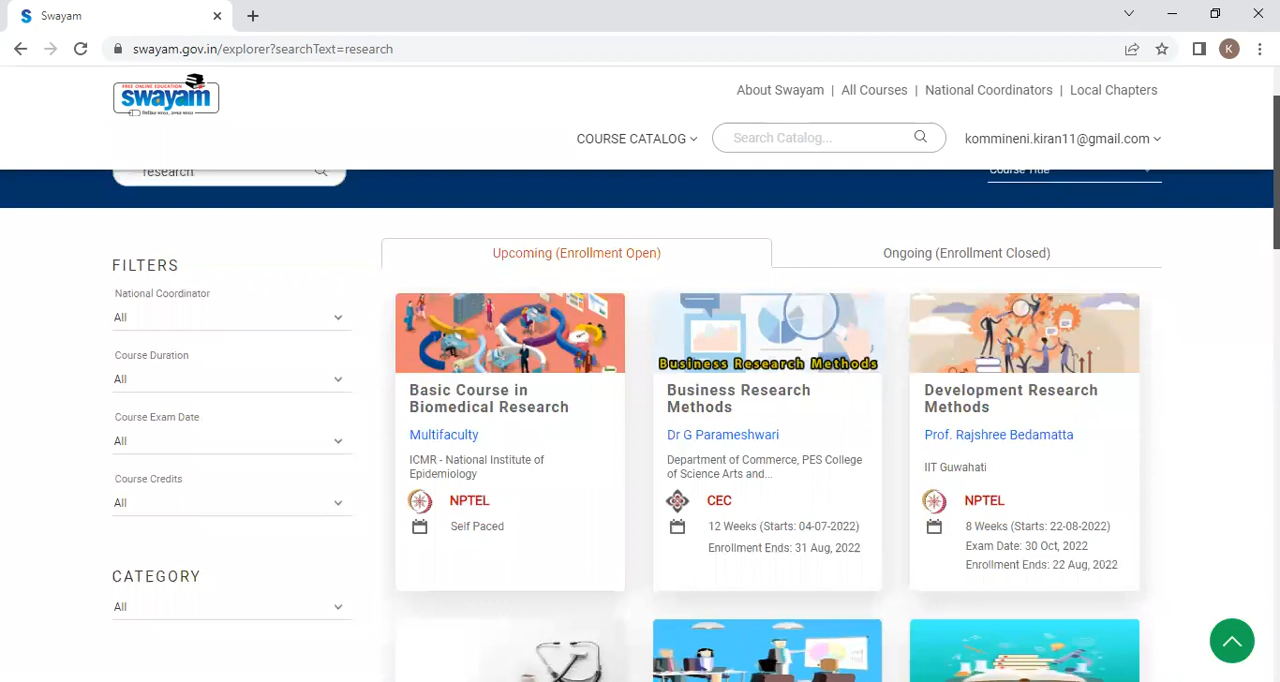 Swayam
swayam.gov.in/explorer?searchText=research
K
FREE ONLINE EDUCATION
swayam
About Swayam | All Courses | National Coordinators | Local Chapters
COURSE CATALOG
Search Catalog...
kommineni.kiran11@gmail.com
research
Course Title
FILTERS
National Coordinator
All
Course Duration
All
Course Exam Date
All
Course Credits
All
CATEGORY
All
Upcoming (Enrollment Open)
Ongoing (Enrollment Closed)
Basic Course in
Biomedical Research
Multifaculty
ICMR - National Institute of
Epidemiology
NPTEL
Self Paced
Business Research Methods
Business Research
Methods
Dr G Parameshwari
Department of Commerce, PES College
of Science Arts and...
CEC
12 Weeks (Starts: 04-07-2022)
Enrollment Ends: 31 Aug, 2022
Development Research
Methods
Prof. Rajshree Bedamatta
IIT Guwahati
NPTEL
8 Weeks (Starts: 22-08-2022)
Exam Date: 30 Oct, 2022
Enrollment Ends: 22 Aug, 2022